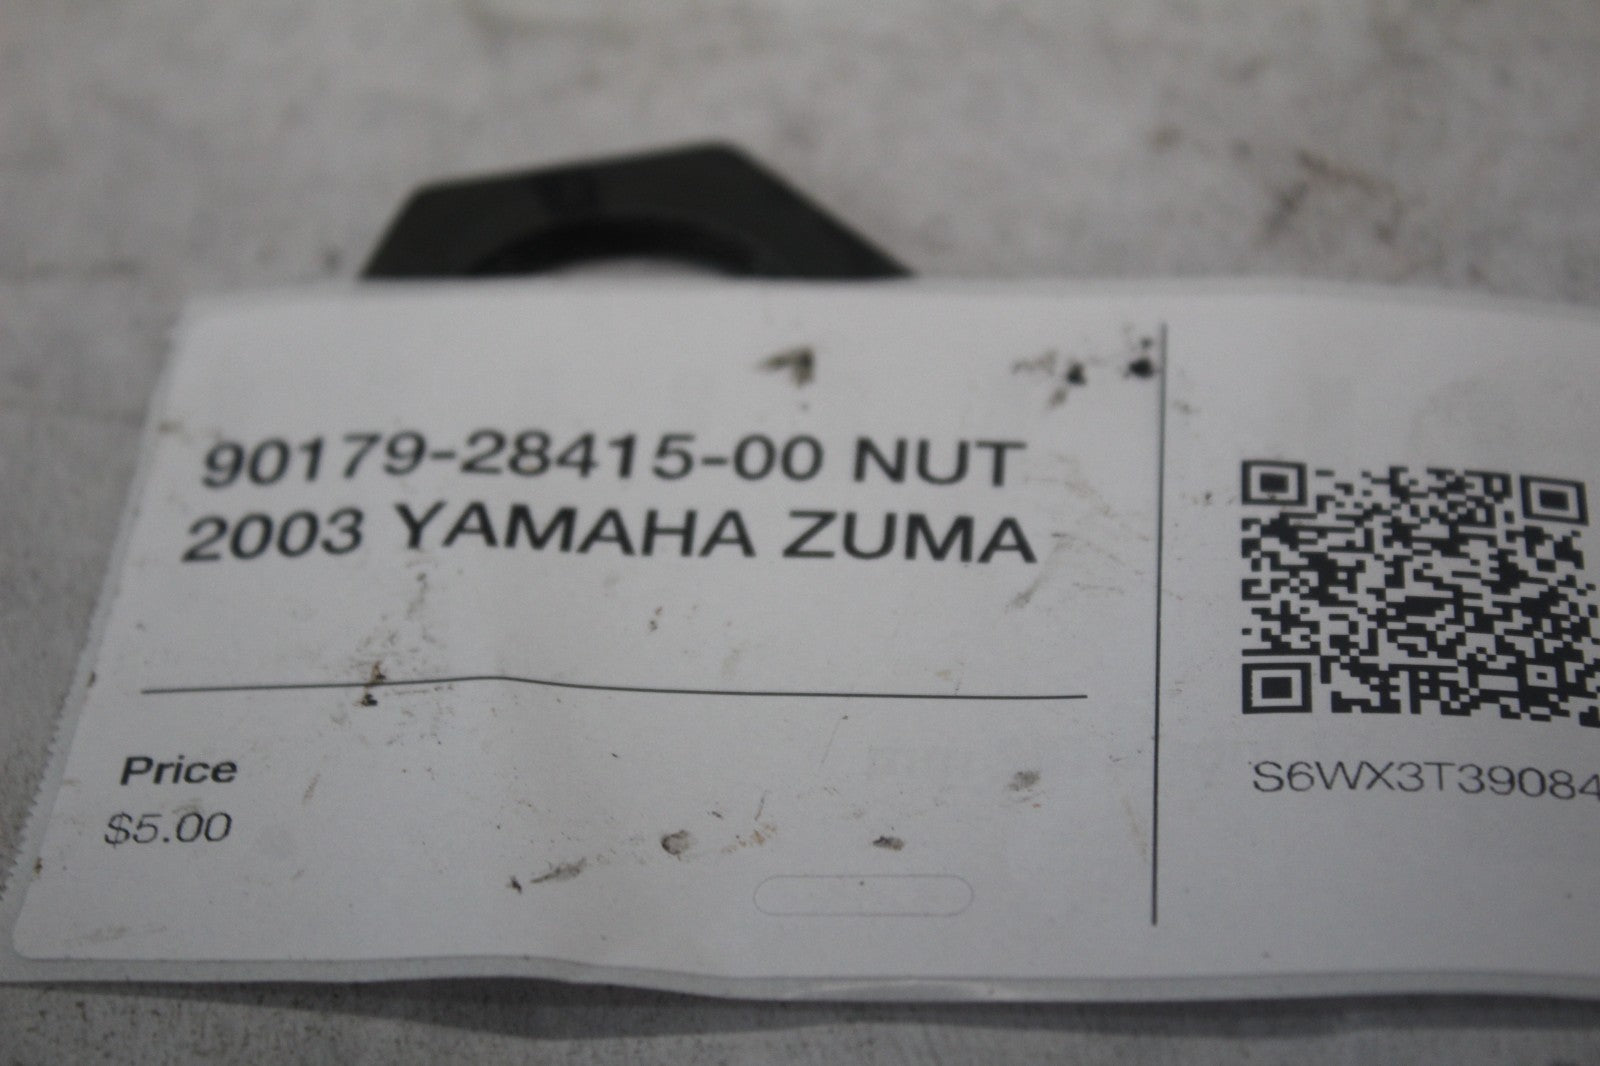 90179-28415-00 NUT
2003 YAMAHA ZUMA
Price
$5.00
S6WX3T39084